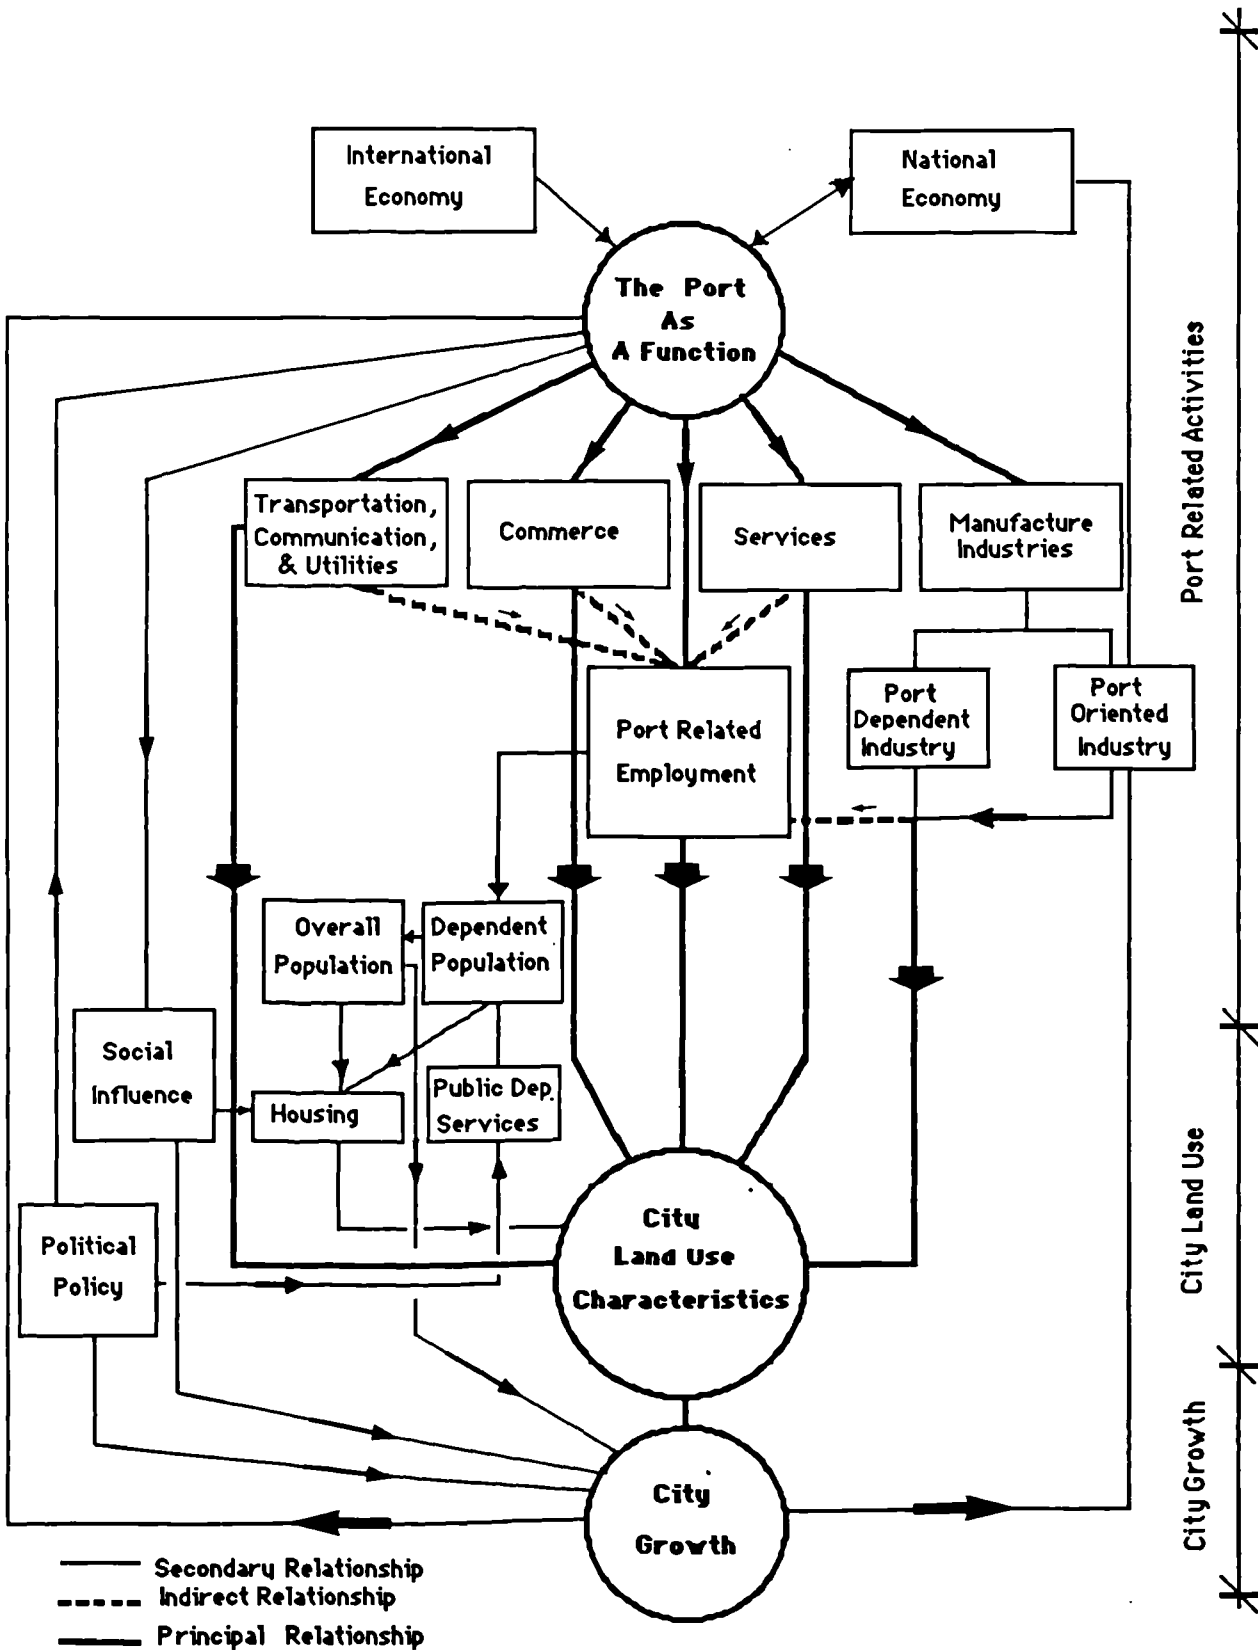 International
Economy
National
Economy
The Port
As
A Function
Port Related Activities
Transportation,
Communication,
& Utilities
Commerce
Services
Manufacture
Industries
Port Related
Employment
Port
Dependent
Industry
Port
Oriented
Industry
Overall
Population
Dependent
Population
Social
Influence
Housing
Public Dep.
Services
City Land Use
Political
Policy
City
Land Use
Characteristics
City Growth
City
Growth
Secondary Relationship
Indirect Relationship
Principal Relationship